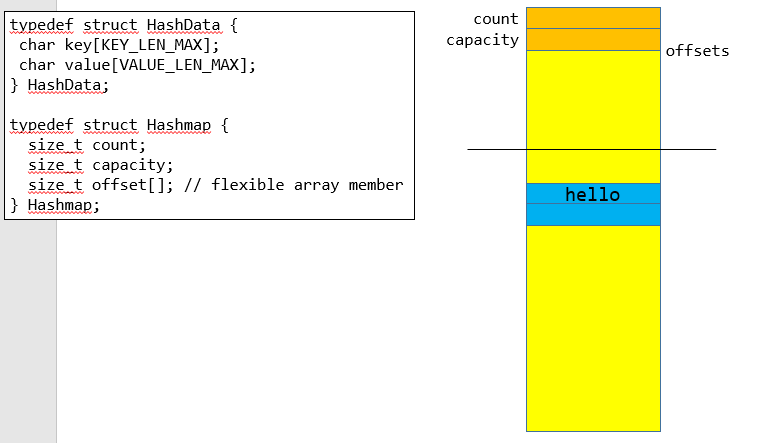 typedef struct HashData {
char key[KEY_LEN_MAX];
char value[VALUE_LEN_MAX];
} HashData;
typedef struct Hashmap {
size_t count;
size_t capacity;
size_t offset[]; // flexible array member
} Hashmap;
count
capacity
offsets
hello